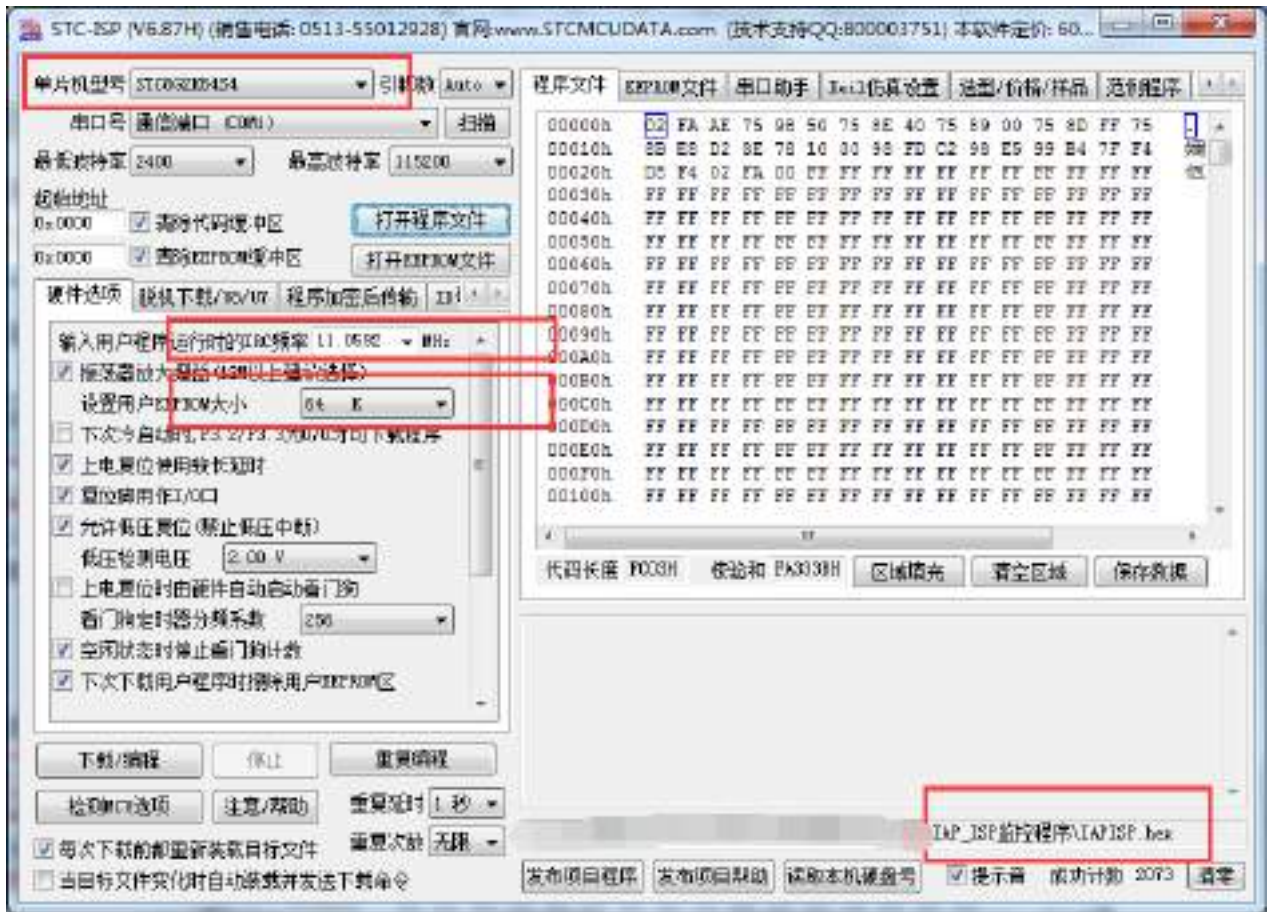 STC-ISP (V6.87H) (销售电话: 0513-55012928) 官网:www.STCMCUDATA.com (技术支持QQ:800003751) 本软件定价: 60...
单片机型号
引脚数 Auto
串口号 通信端口 (COM1) 扫描
最低波特率 2400 最高波特率 115200
起始地址
0x0000 清除代码缓冲区 打开程序文件
0x0000 清除EEPROM缓冲区 打开EEPROM文件
硬件选项 脱机下载/U8/U7 程序加密后传输
输入用户程序运行时的IRC频率 11.0592 MHz
振荡器放大增益(12M以上建议选择)
设置用户EEPROM大小 64 K
下次冷启动时,P3.2/P3.3为0/0才可下载程序
上电复位使用较长延时
复位脚用作I/O口
允许低压复位(禁止低压中断)
低压检测电压 2.00 V
上电复位时由硬件自动启动看门狗
看门狗定时器分频系数 256
空闲状态时停止看门狗计数
下次下载用户程序时擦除用户EEPROM区
下载/编程 停止 重复编程
检测MCU选项 注意/帮助 重复延时 1 秒
重复次数 无限
每次下载前都重新装载目标文件
当目标文件变化时自动装载并发送下载命令
程序文件 EEPROM文件 串口助手 Keil仿真设置 选型/价格/样品 范例程序
00000h 02 FA AE 75 98 50 75 8E 40 75 89 00 75 8D FF 75
00010h 8B E8 D2 8E 78 10 30 98 FD C2 98 E5 99 B4 7F F4
00020h D8 F4 02 FA 00 FF FF FF FF FF FF FF FF FF FF FF
00030h FF FF FF FF FF FF FF FF FF FF FF FF FF FF FF FF
00040h FF FF FF FF FF FF FF FF FF FF FF FF FF FF FF FF
00050h FF FF FF FF FF FF FF FF FF FF FF FF FF FF FF FF
00060h FF FF FF FF FF FF FF FF FF FF FF FF FF FF FF FF
00070h FF FF FF FF FF FF FF FF FF FF FF FF FF FF FF FF
00080h FF FF FF FF FF FF FF FF FF FF FF FF FF FF FF FF
00090h FF FF FF FF FF FF FF FF FF FF FF FF FF FF FF FF
000A0h FF FF FF FF FF FF FF FF FF FF FF FF FF FF FF FF
000B0h FF FF FF FF FF FF FF FF FF FF FF FF FF FF FF FF
000C0h FF FF FF FF FF FF FF FF FF FF FF FF FF FF FF FF
000D0h FF FF FF FF FF FF FF FF FF FF FF FF FF FF FF FF
000E0h FF FF FF FF FF FF FF FF FF FF FF FF FF FF FF FF
000F0h FF FF FF FF FF FF FF FF FF FF FF FF FF FF FF FF
00100h FF FF FF FF FF FF FF FF FF FF FF FF FF FF FF FF
代码长度 校验和 区域填充 清空区域 保存数据
IAP_ISP监控程序\IAPISP.hex
发布项目程序 发布项目帮助 读取本机硬盘号 提示音 成功计数 2073 清零